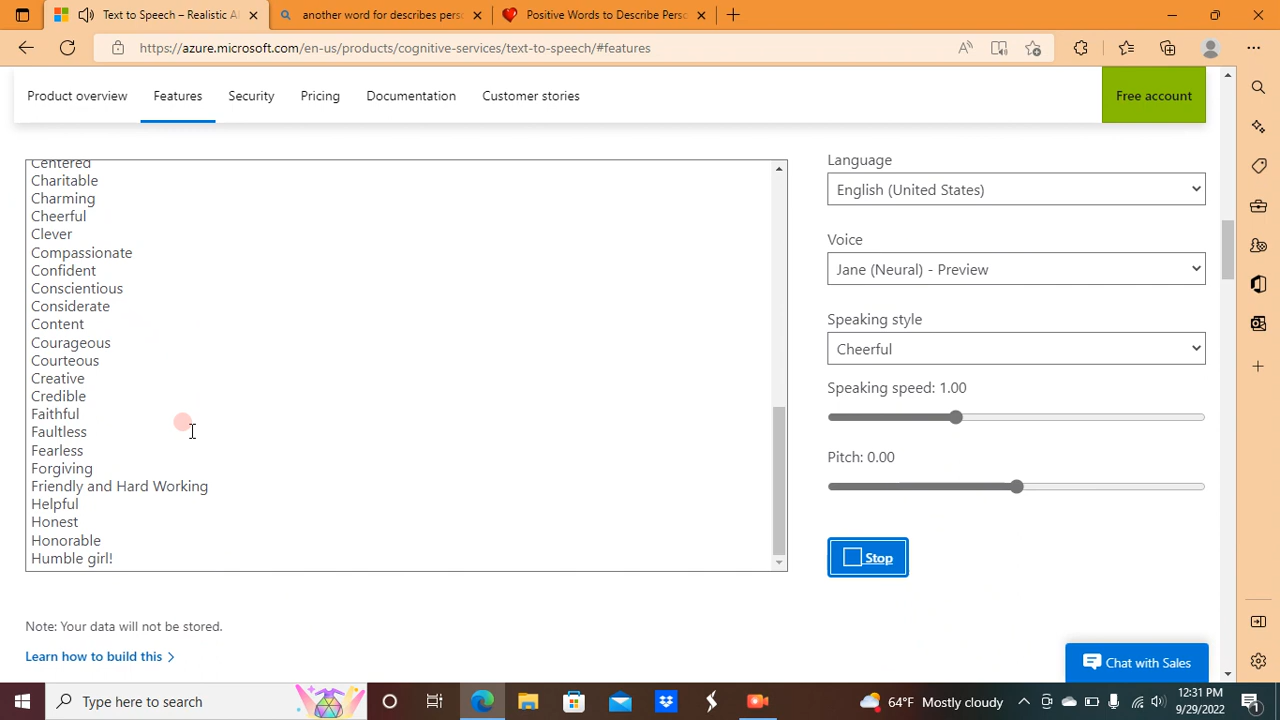 Text to Speech – Realistic AI
another word for describes pers
Positive Words to Describe Perso
https://azure.microsoft.com/en-us/products/cognitive-services/text-to-speech/#features
Product overview
Features
Security
Pricing
Documentation
Customer stories
Free account
Centered
Charitable
Charming
Cheerful
Clever
Compassionate
Confident
Conscientious
Considerate
Content
Courageous
Courteous
Creative
Credible
Faithful
Faultless
Fearless
Forgiving
Friendly and Hard Working
Helpful
Honest
Honorable
Humble girl!
Language
English (United States)
Voice
Jane (Neural) - Preview
Speaking style
Cheerful
Speaking speed: 1.00
Pitch: 0.00
Stop
Note: Your data will not be stored.
Learn how to build this
Chat with Sales
Type here to search
64°F Mostly cloudy
12:31 PM
9/29/2022
1